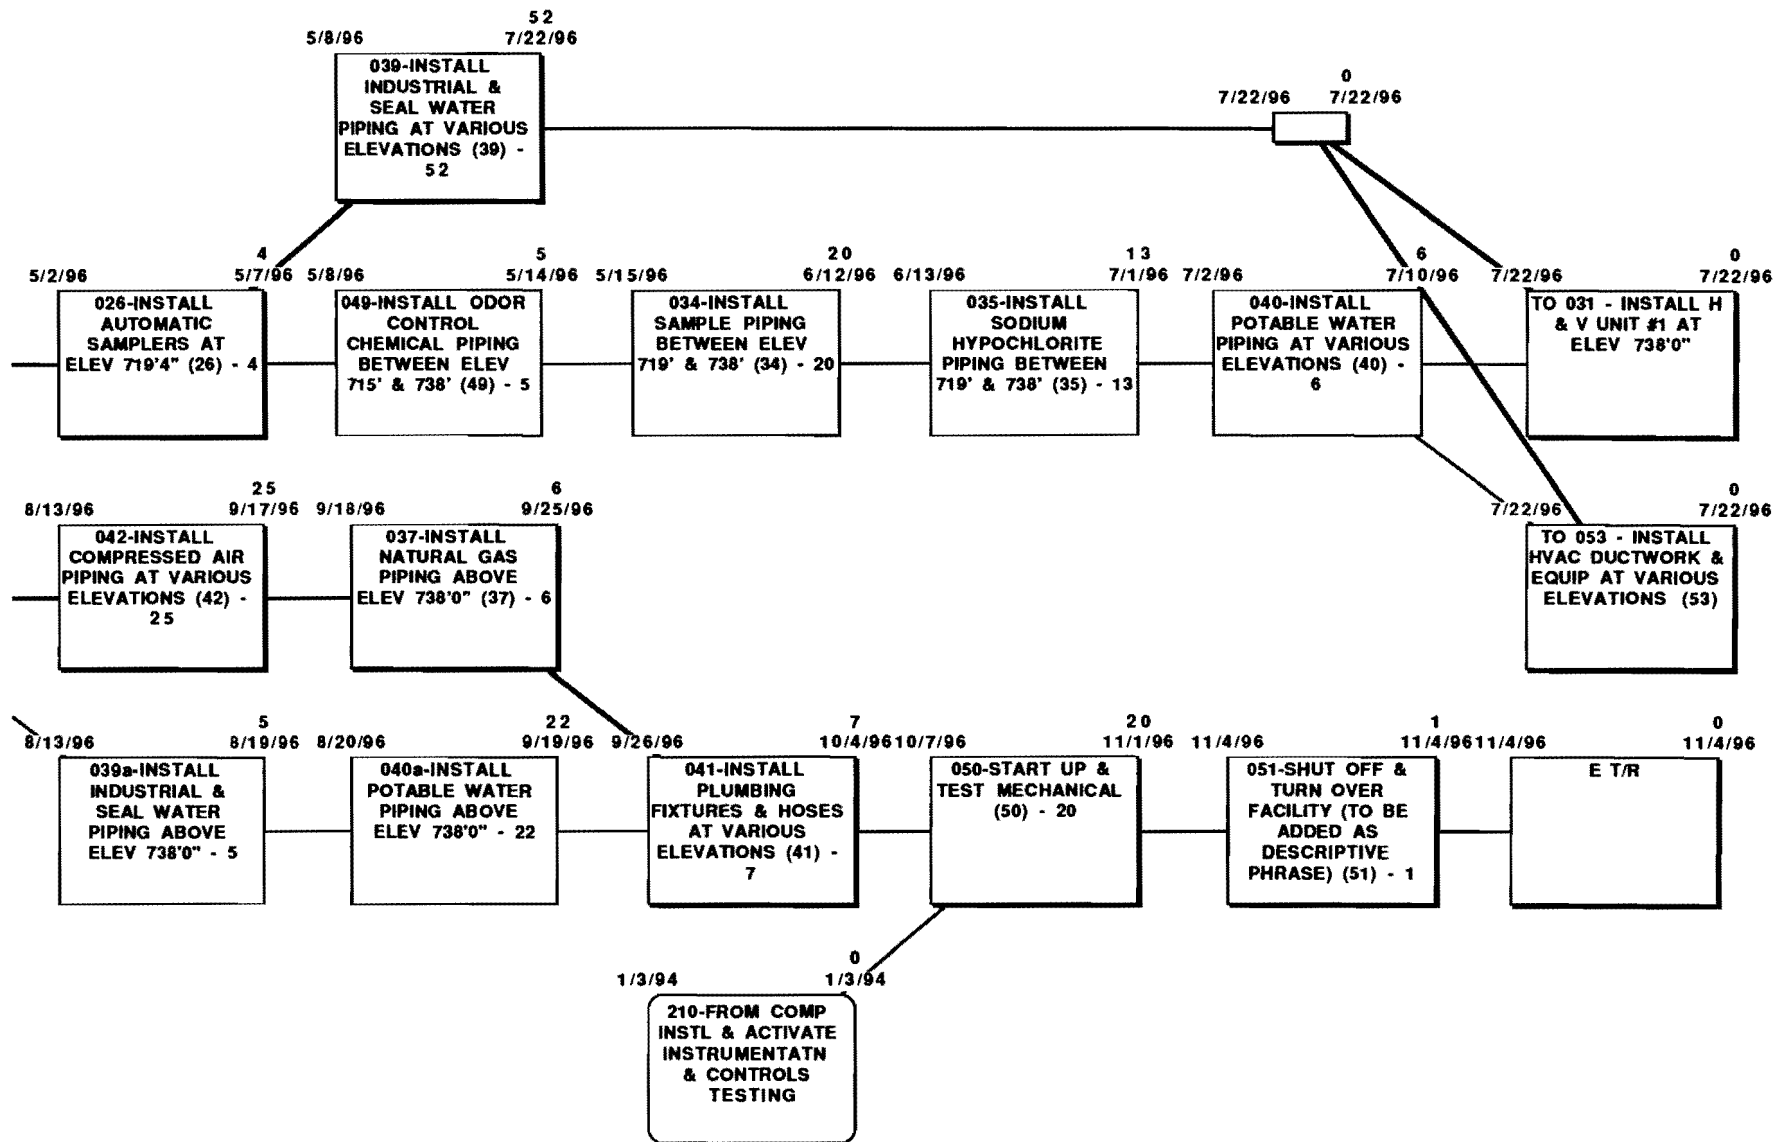 52
5/8/96 7/22/96
039-INSTALL
INDUSTRIAL &
SEAL WATER
PIPING AT VARIOUS
ELEVATIONS (39) -
52
0
7/22/96 7/22/96
4
5/2/96 5/7/96
026-INSTALL
AUTOMATIC
SAMPLERS AT
ELEV 719'4" (26) - 4
5
5/8/96 5/14/96
049-INSTALL ODOR
CONTROL
CHEMICAL PIPING
BETWEEN ELEV
715' & 738' (49) - 5
20
5/15/96 6/12/96
034-INSTALL
SAMPLE PIPING
BETWEEN ELEV
719' & 738' (34) - 20
13
6/13/96 7/1/96
035-INSTALL
SODIUM
HYPOCHLORITE
PIPING BETWEEN
719' & 738' (35) - 13
6
7/2/96 7/10/96
040-INSTALL
POTABLE WATER
PIPING AT VARIOUS
ELEVATIONS (40) -
6
0
7/22/96 7/22/96
TO 031 - INSTALL H
& V UNIT #1 AT
ELEV 738'0"
25
8/13/96 9/17/96
042-INSTALL
COMPRESSED AIR
PIPING AT VARIOUS
ELEVATIONS (42) -
25
6
9/18/96 9/25/96
037-INSTALL
NATURAL GAS
PIPING ABOVE
ELEV 738'0" (37) - 6
0
7/22/96 7/22/96
TO 053 - INSTALL
HVAC DUCTWORK &
EQUIP AT VARIOUS
ELEVATIONS (53)
5
8/13/96 8/19/96
039a-INSTALL
INDUSTRIAL &
SEAL WATER
PIPING ABOVE
ELEV 738'0" - 5
22
8/20/96 9/19/96
040a-INSTALL
POTABLE WATER
PIPING ABOVE
ELEV 738'0" - 22
7
9/26/96 10/4/96
041-INSTALL
PLUMBING
FIXTURES & HOSES
AT VARIOUS
ELEVATIONS (41) -
7
20
10/7/96 11/1/96
050-START UP &
TEST MECHANICAL
(50) - 20
1
11/4/96 11/4/96
051-SHUT OFF &
TURN OVER
FACILITY (TO BE
ADDED AS
DESCRIPTIVE
PHRASE) (51) - 1
0
11/4/96 11/4/96
E T/R
0
1/3/94 1/3/94
210-FROM COMP
INSTL & ACTIVATE
INSTRUMENTATN
& CONTROLS
TESTING